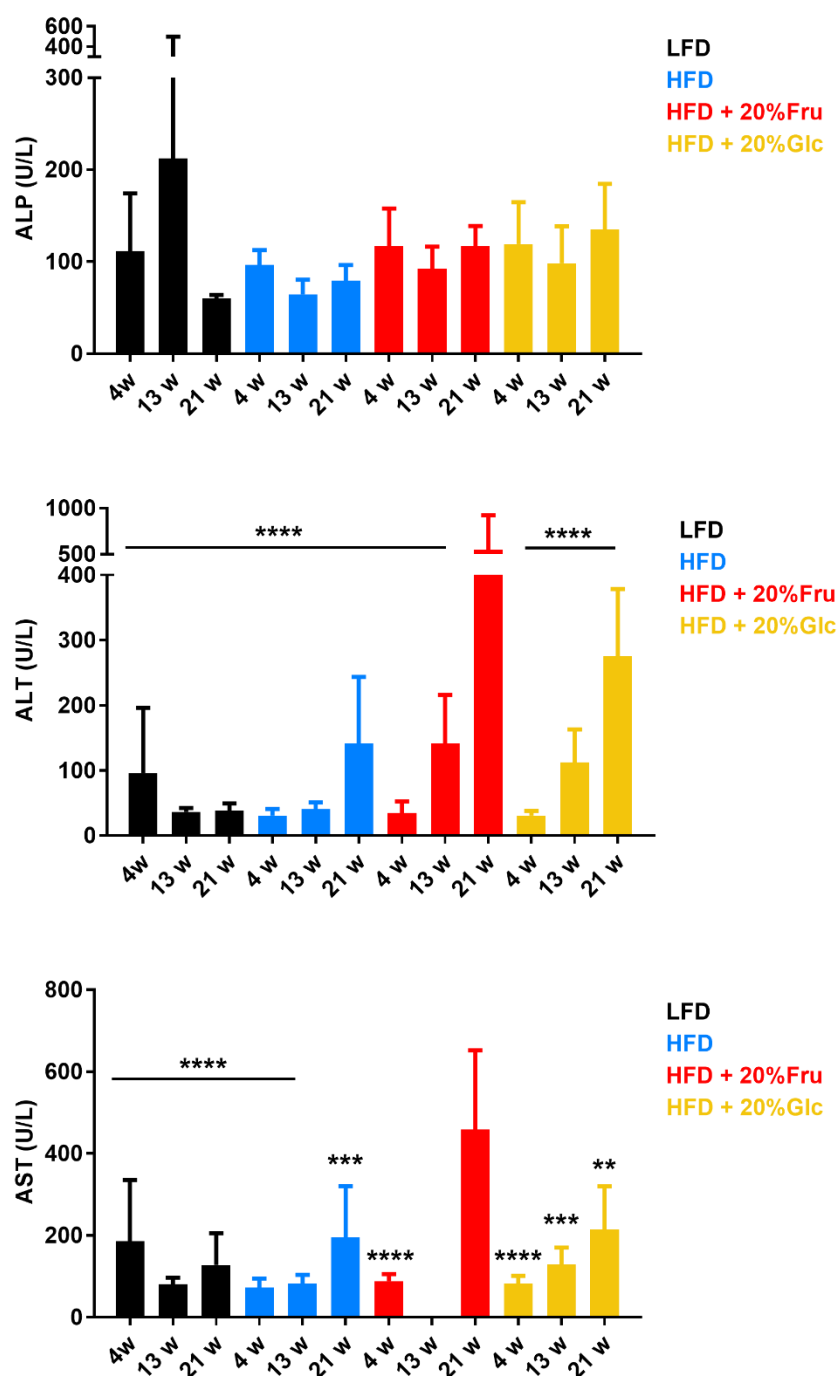 600
400
300
200
100
0
ALP (U/L)
LFD
HFD
HFD + 20%Fru
HFD + 20%Glc
4w 13 w 21 w 4 w 13 w 21 w 4 w 13 w 21 w 4 w 13 w 21 w
1000
500
400
300
200
100
0
ALT (U/L)
**** ****
LFD
HFD
HFD + 20%Fru
HFD + 20%Glc
4w 13 w 21 w 4 w 13 w 21 w 4 w 13 w 21 w 4 w 13 w 21 w
800
600
400
200
0
AST (U/L)
**** *** **** **** *** **
LFD
HFD
HFD + 20%Fru
HFD + 20%Glc
4w 13 w 21 w 4 w 13 w 21 w 4 w 13 w 21 w 4 w 13 w 21 w